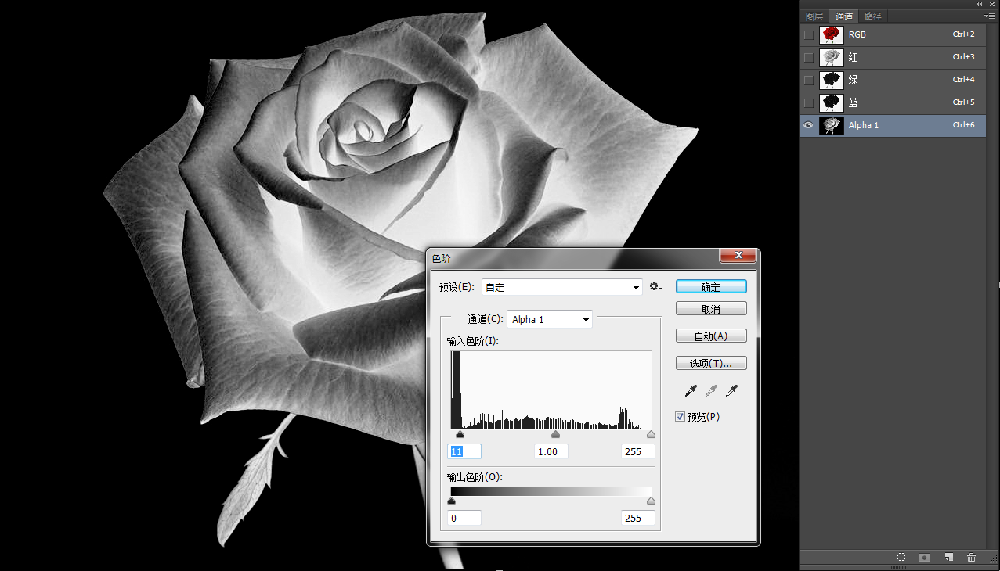 图层 通道 路径
RGB Ctrl+2
红 Ctrl+3
绿 Ctrl+4
蓝 Ctrl+5
Alpha 1 Ctrl+6
色阶
预设(E): 自定
确定
取消
通道(C): Alpha 1
自动(A)
输入色阶(I):
选项(T)...
预览(P)
11 1.00 255
输出色阶(O):
0 255